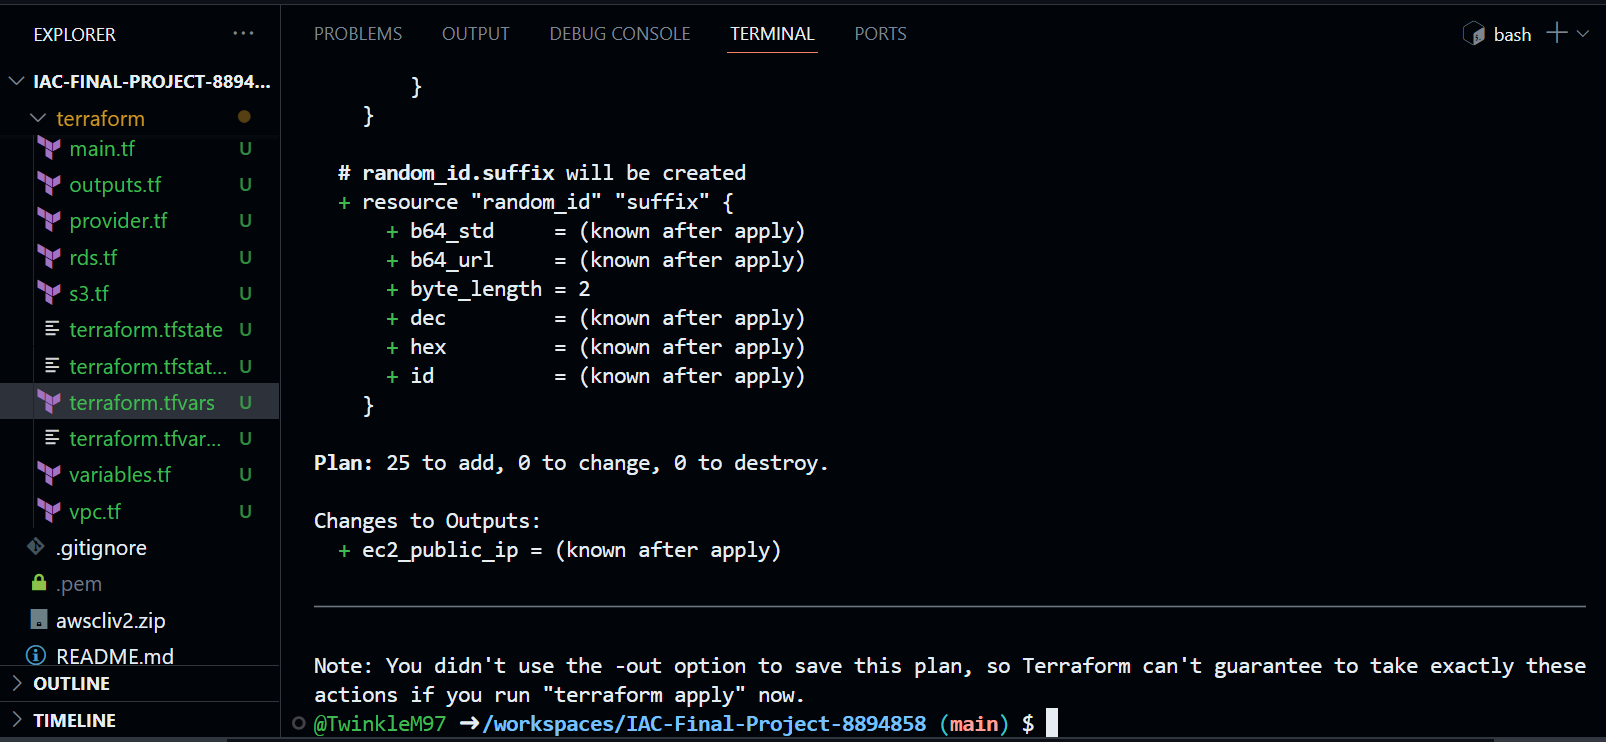 EXPLORER
···
PROBLEMS OUTPUT DEBUG CONSOLE TERMINAL PORTS
bash
IAC-FINAL-PROJECT-8894...
terraform
main.tf U
outputs.tf U
provider.tf U
rds.tf U
s3.tf U
terraform.tfstate U
terraform.tfstat... U
terraform.tfvars U
terraform.tfvar... U
variables.tf U
vpc.tf U
.gitignore
.pem
awscliv2.zip
README.md
OUTLINE
TIMELINE
}
}
# random_id.suffix will be created
+ resource "random_id" "suffix" {
+ b64_std = (known after apply)
+ b64_url = (known after apply)
+ byte_length = 2
+ dec = (known after apply)
+ hex = (known after apply)
+ id = (known after apply)
}
Plan: 25 to add, 0 to change, 0 to destroy.
Changes to Outputs:
+ ec2_public_ip = (known after apply)
Note: You didn't use the -out option to save this plan, so Terraform can't guarantee to take exactly these
actions if you run "terraform apply" now.
@TwinkleM97 ➜/workspaces/IAC-Final-Project-8894858 (main) $